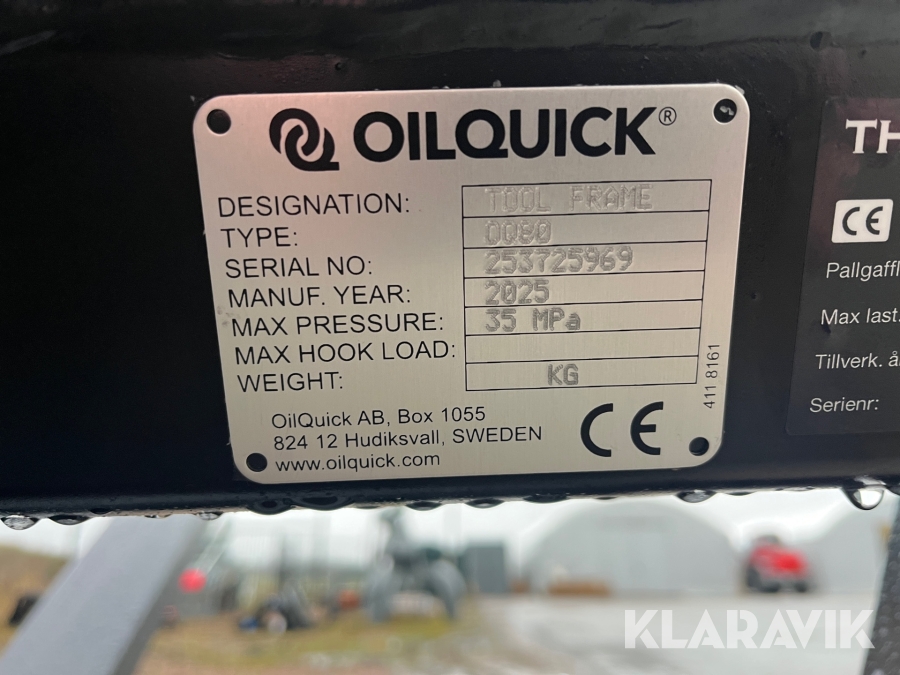 OILQUICK®
DESIGNATION: TOOL FRAME
TYPE: OQ80
SERIAL NO: 253725969
MANUF. YEAR: 2025
MAX PRESSURE: 35 MPa
MAX HOOK LOAD:
WEIGHT: KG
OilQuick AB, Box 1055
824 12 Hudiksvall, SWEDEN
www.oilquick.com
CE
411 8161
TH
CE
Pallgaffl
Max last.
Tillverk. å
Serienr:
KLARAVIK